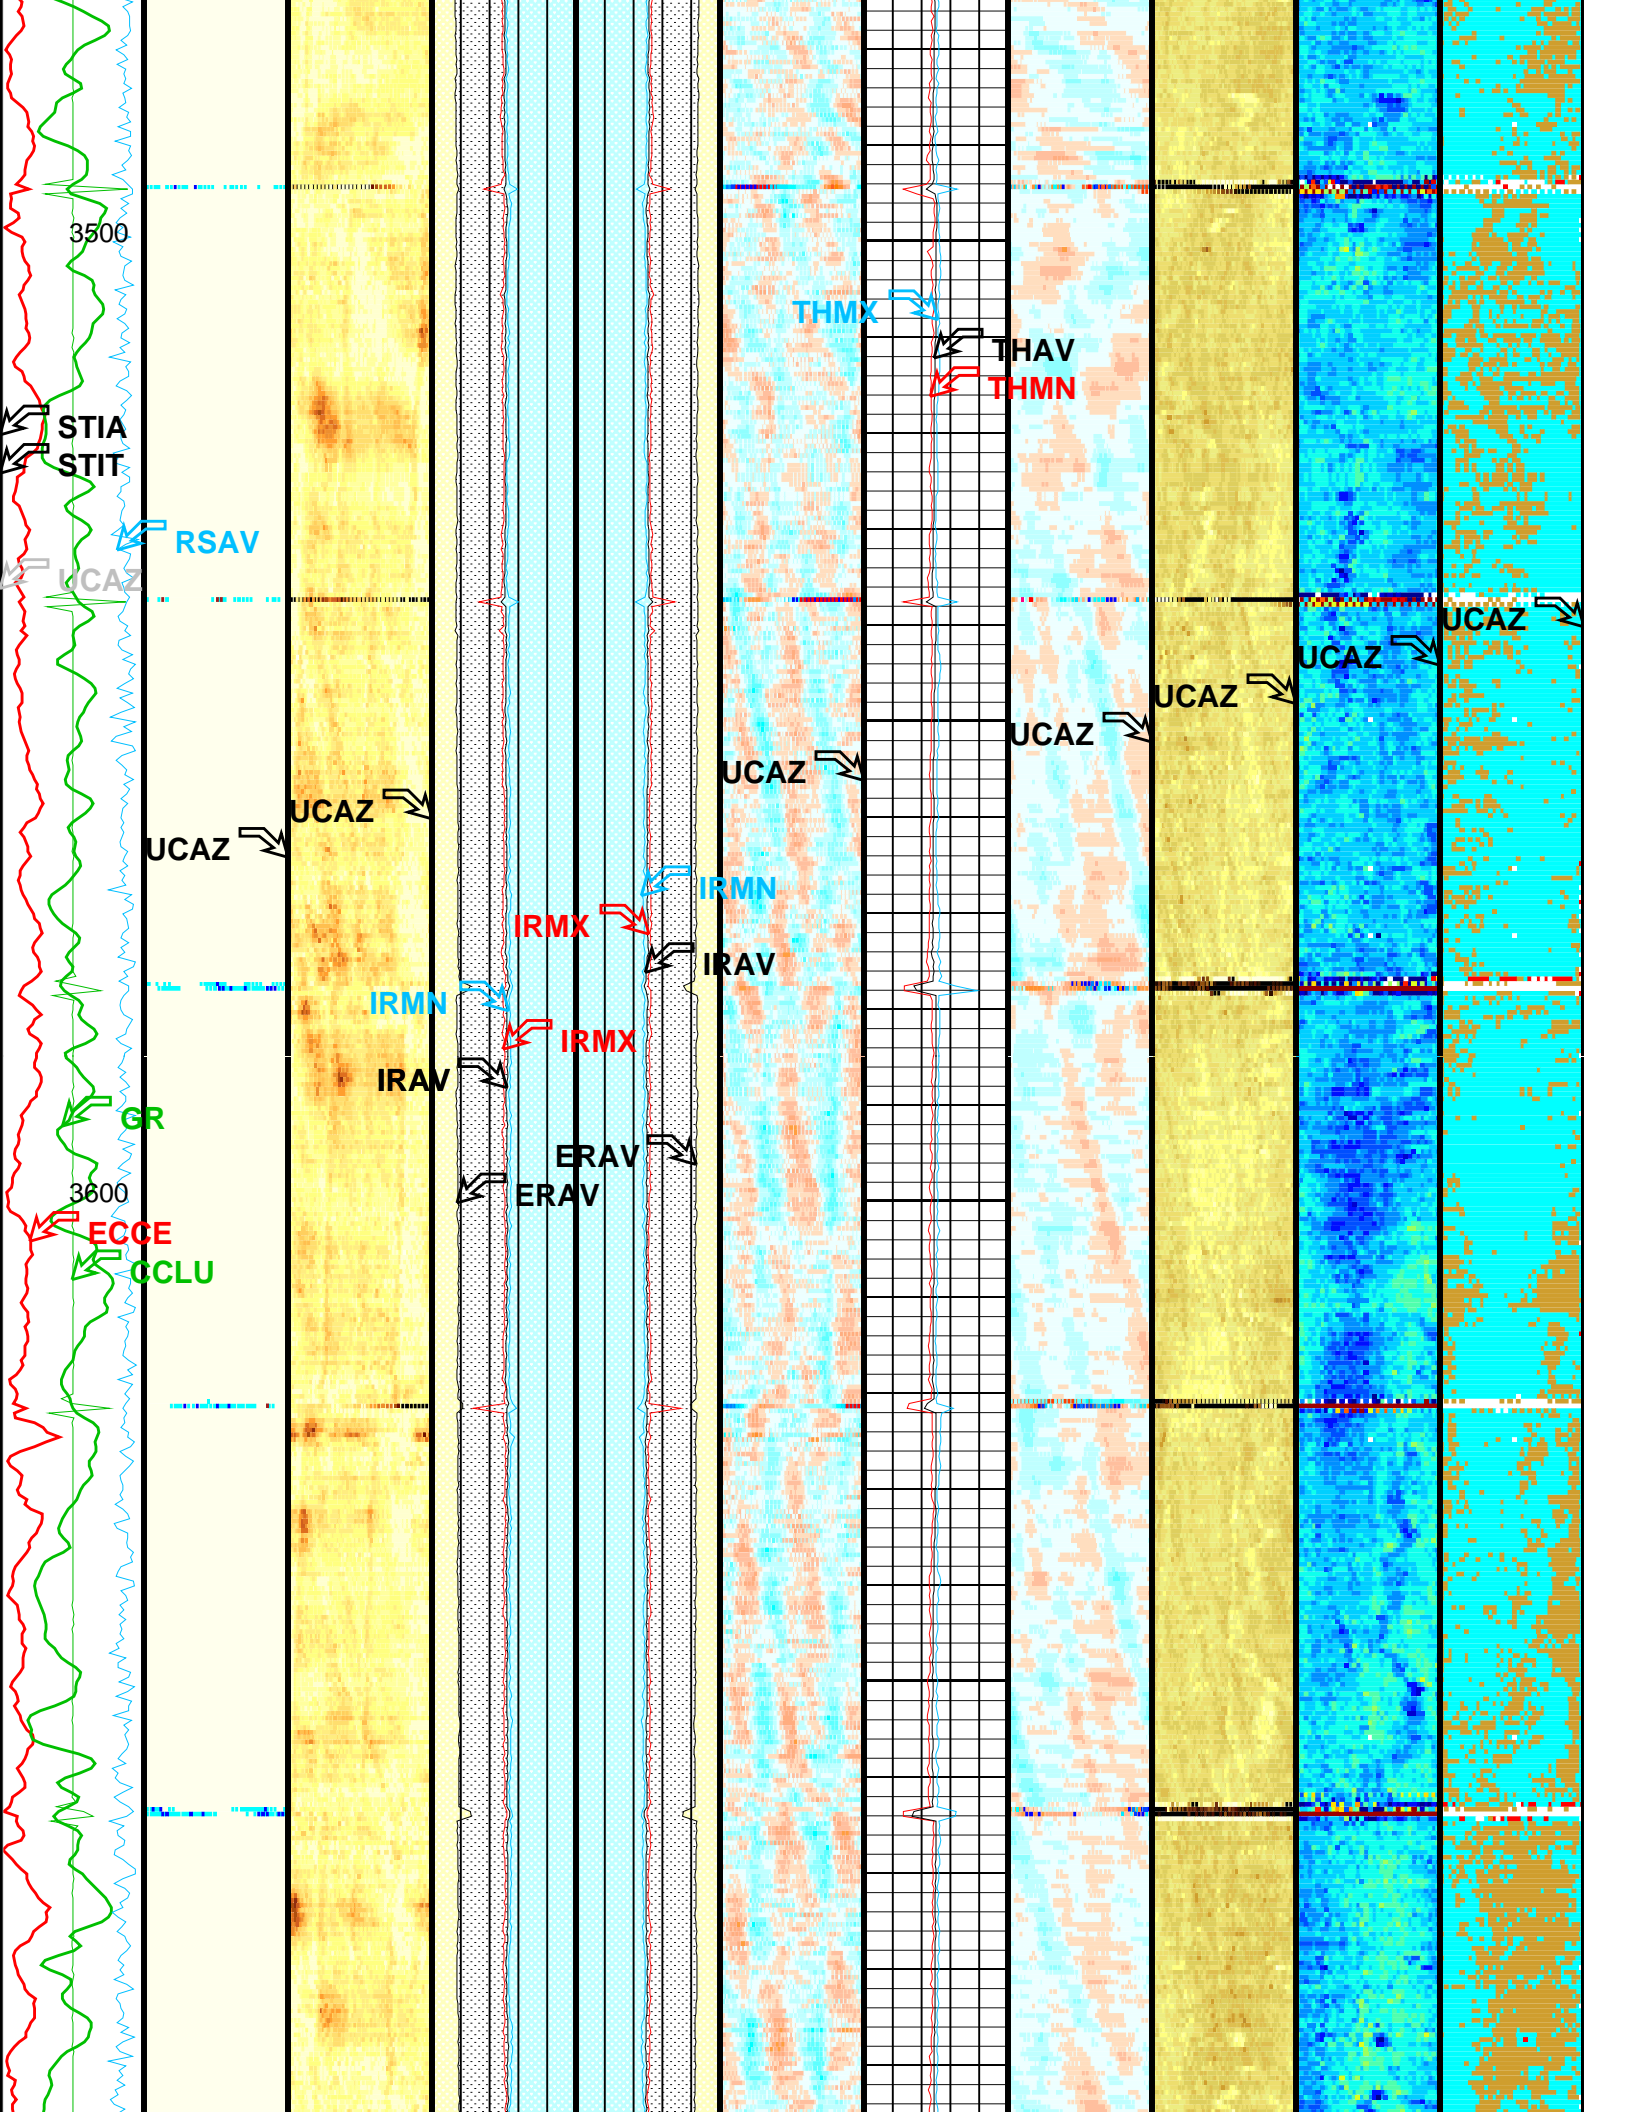 3500
THMX
THAV
THMN
STIA
STIT
RSAV
UCAZ
UCAZ
UCAZ
UCAZ
UCAZ
UCAZ
UCAZ
UCAZ
IRMN
IRMX
IRAV
IRMN
IRMX
IRAV
GR
ERAV
ERAV
3600
ECCE
CCLU